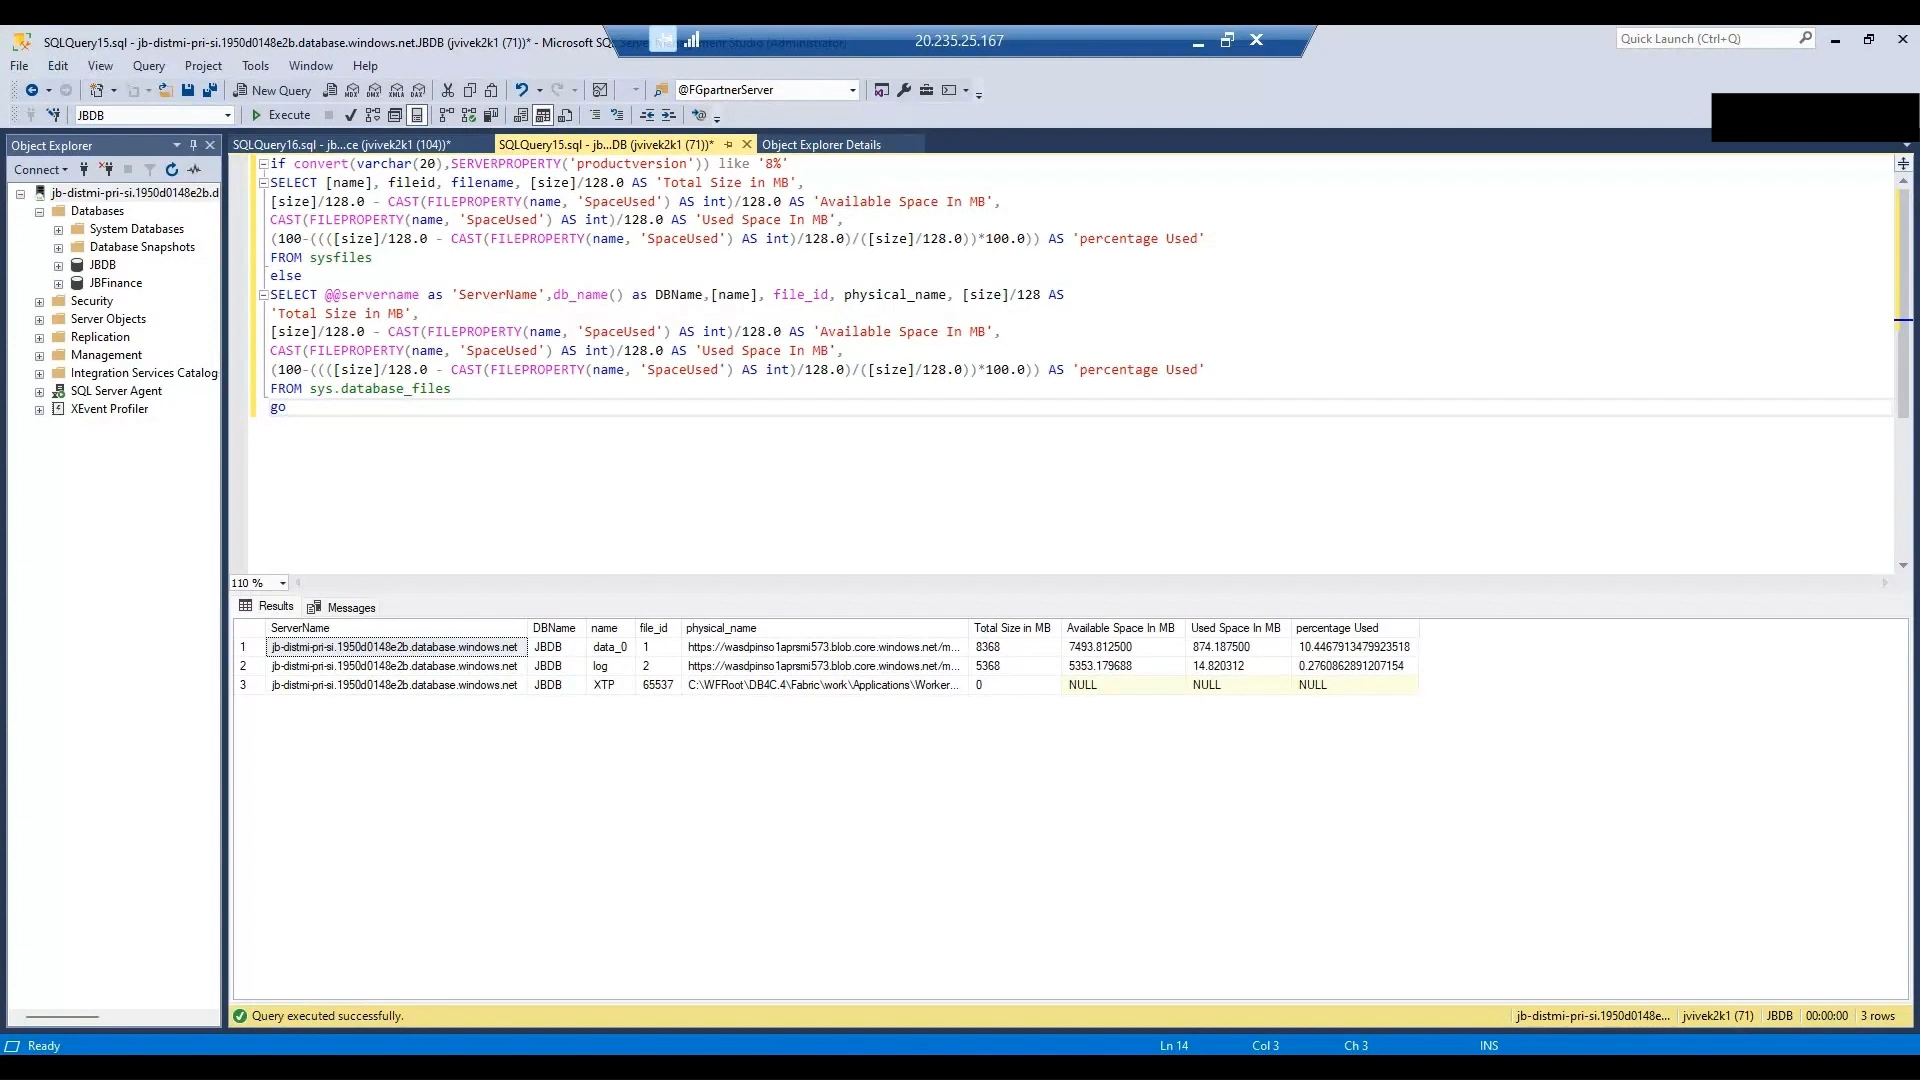 SQLQuery15.sql - jb-distmi-pri-si.1950d0148e2b.database.windows.net.JBDB (jvivek2k1 (71))* - Microsoft SQL Server Management Studio (Administrator)
20.235.25.167
Quick Launch (Ctrl+Q)
File Edit View Query Project Tools Window Help
New Query
MDX DMX XMLA DAX
@FGpartnerServer
JBDB
Execute
Object Explorer
SQLQuery16.sql - jb...ce (jvivek2k1 (104))*
SQLQuery15.sql - jb...DB (jvivek2k1 (71))*
Object Explorer Details
Connect
jb-distmi-pri-si.1950d0148e2b.d
Databases
System Databases
Database Snapshots
JBDB
JBFinance
Security
Server Objects
Replication
Management
Integration Services Catalog
SQL Server Agent
XEvent Profiler
if convert(varchar(20),SERVERPROPERTY('productversion')) like '8%'
SELECT [name], fileid, filename, [size]/128.0 AS 'Total Size in MB',
[size]/128.0 - CAST(FILEPROPERTY(name, 'SpaceUsed') AS int)/128.0 AS 'Available Space In MB',
CAST(FILEPROPERTY(name, 'SpaceUsed') AS int)/128.0 AS 'Used Space In MB',
(100-((([size]/128.0 - CAST(FILEPROPERTY(name, 'SpaceUsed') AS int)/128.0)/([size]/128.0))*100.0)) AS 'percentage Used'
FROM sysfiles
else
SELECT @@servername as 'ServerName',db_name() as DBName,[name], file_id, physical_name, [size]/128 AS
'Total Size in MB',
[size]/128.0 - CAST(FILEPROPERTY(name, 'SpaceUsed') AS int)/128.0 AS 'Available Space In MB',
CAST(FILEPROPERTY(name, 'SpaceUsed') AS int)/128.0 AS 'Used Space In MB',
(100-((([size]/128.0 - CAST(FILEPROPERTY(name, 'SpaceUsed') AS int)/128.0)/([size]/128.0))*100.0)) AS 'percentage Used'
FROM sys.database_files
go
110 %
Results Messages
ServerName DBName name file_id physical_name Total Size in MB Available Space In MB Used Space In MB percentage Used
1 jb-distmi-pri-si.1950d0148e2b.database.windows.net JBDB data_0 1 https://wasdpinso1aprsmi573.blob.core.windows.net/m... 8368 7493.812500 874.187500 10.4467913479923518
2 jb-distmi-pri-si.1950d0148e2b.database.windows.net JBDB log 2 https://wasdpinso1aprsmi573.blob.core.windows.net/m... 5368 5353.179688 14.820312 0.2760862891207154
3 jb-distmi-pri-si.1950d0148e2b.database.windows.net JBDB XTP 65537 C:\WFRoot\DB4C.4\Fabric\work\Applications\Worker... 0 NULL NULL NULL
Query executed successfully.
jb-distmi-pri-si.1950d0148e... jvivek2k1 (71) JBDB 00:00:00 3 rows
Ready
Ln 14 Col 3 Ch 3 INS